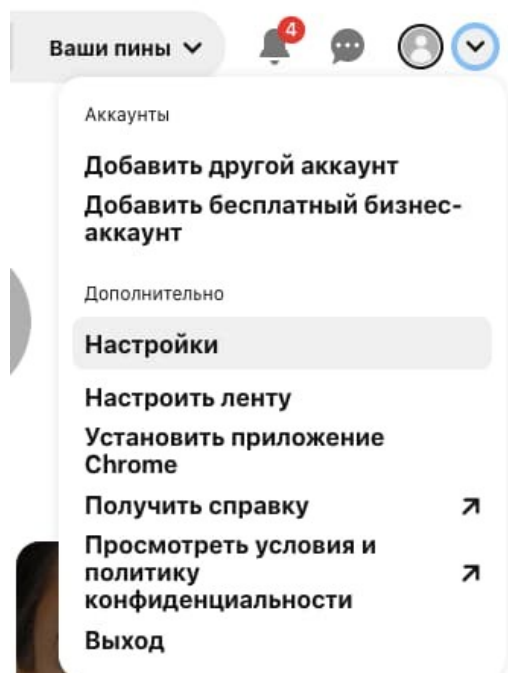 Ваши пины
4
Аккаунты
Добавить другой аккаунт
Добавить бесплатный бизнес-
аккаунт
Дополнительно
Настройки
Настроить ленту
Установить приложение
Chrome
Получить справку
Просмотреть условия и
политику
конфиденциальности
Выход